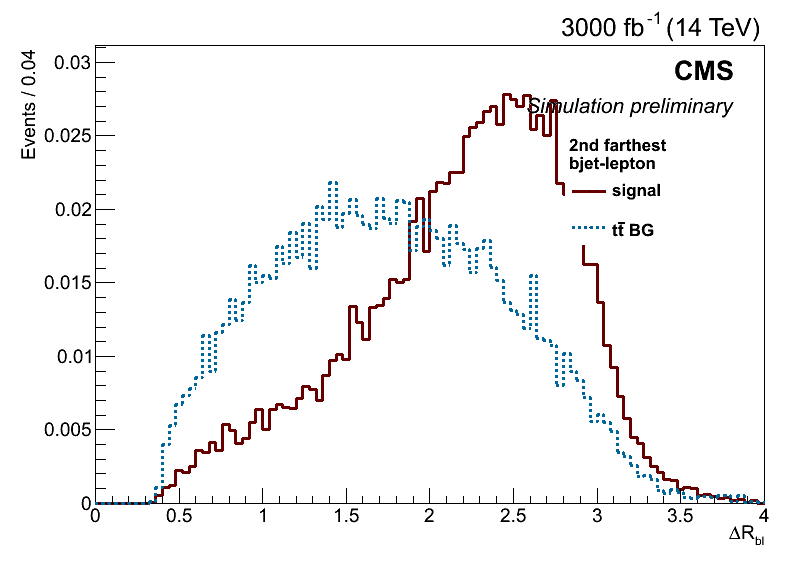 3000 fb⁻¹ (14 TeV)
Events / 0.04
CMS
Simulation preliminary
2nd farthest
bjet-lepton
signal
tt̄ BG
0.03
0.025
0.02
0.015
0.01
0.005
0
0 0.5 1 1.5 2 2.5 3 3.5 4
ΔR_bl